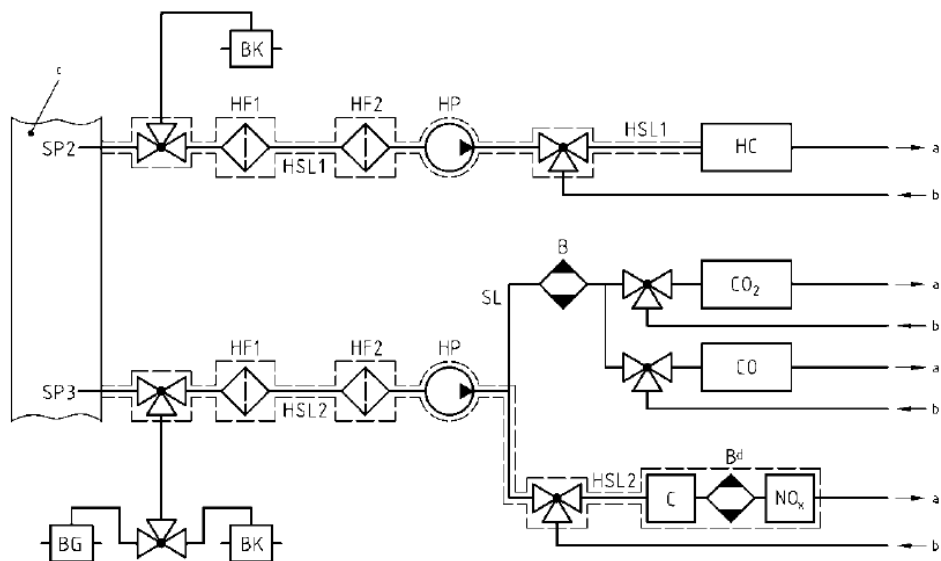 BK
c
HF1 HF2 HP
HSL1
SP2 HC a
HSL1
b
B
CO₂ a
SL
b
HF1 HF2 HP
CO a
SP3
HSL2 b
Bᵈ
HSL2
C NOₓ a
BG BK b